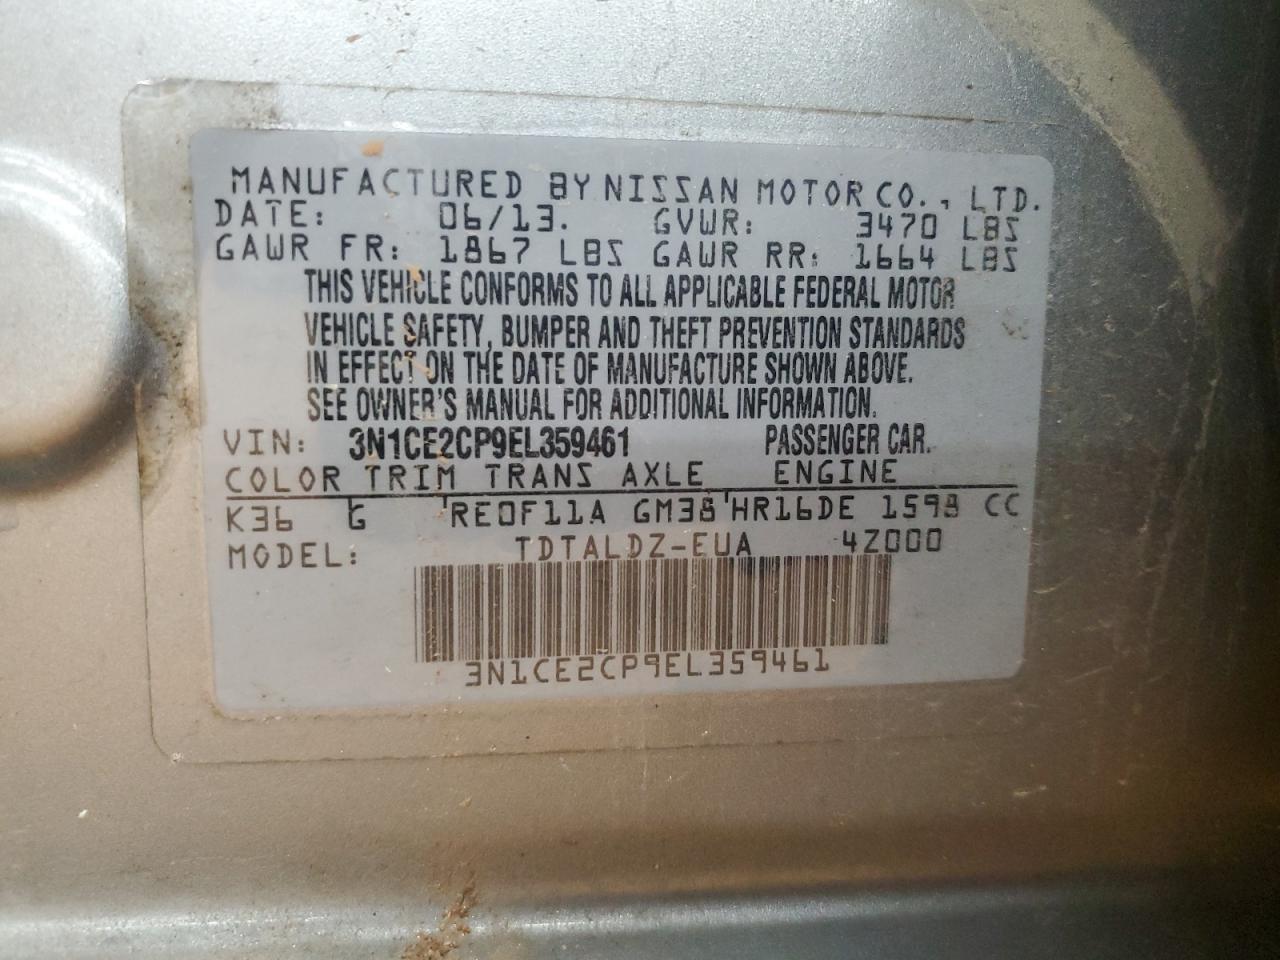 MANUFACTURED BY NISSAN MOTOR CO., LTD.
DATE: 06/13. GVWR: 3470 LBS
GAWR FR: 1867 LBS GAWR RR: 1664 LBS
THIS VEHICLE CONFORMS TO ALL APPLICABLE FEDERAL MOTOR
VEHICLE SAFETY, BUMPER AND THEFT PREVENTION STANDARDS
IN EFFECT ON THE DATE OF MANUFACTURE SHOWN ABOVE.
SEE OWNER'S MANUAL FOR ADDITIONAL INFORMATION.
VIN: 3N1CE2CP9EL359461 PASSENGER CAR.
COLOR TRIM TRANS AXLE ENGINE
K36 G RE0F11A GM38 HR16DE 1598 CC
MODEL: TDTALDZ-EUA 4Z000
3N1CE2CP9EL359461